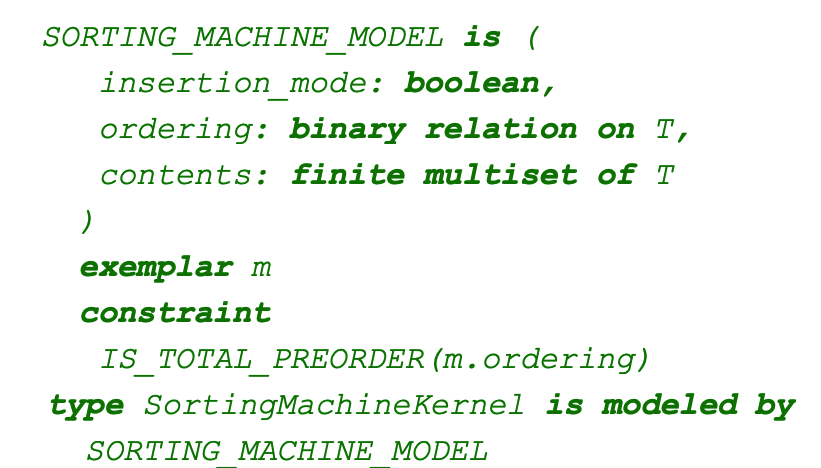 SORTING_MACHINE_MODEL is (
insertion_mode: boolean,
ordering: binary relation on T,
contents: finite multiset of T
)
exemplar m
constraint
IS_TOTAL_PREORDER(m.ordering)
type SortingMachineKernel is modeled by
SORTING_MACHINE_MODEL